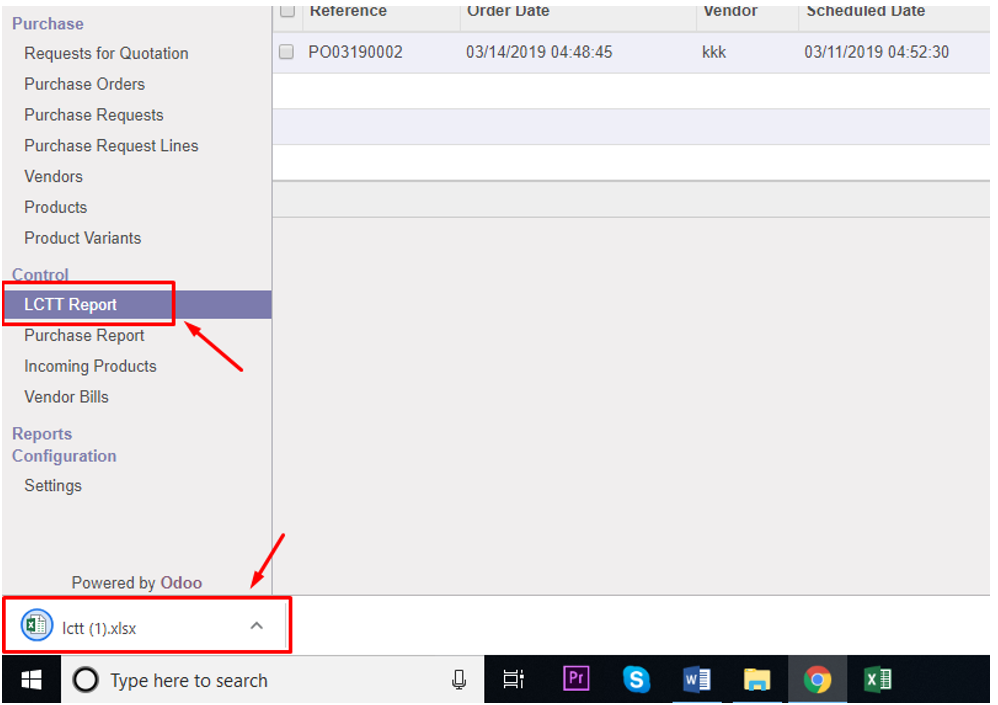 Purchase
Requests for Quotation
Purchase Orders
Purchase Requests
Purchase Request Lines
Vendors
Products
Product Variants
Control
LCTT Report
Purchase Report
Incoming Products
Vendor Bills
Reports
Configuration
Settings
Powered by Odoo
Reference Order Date Vendor Scheduled Date
PO03190002 03/14/2019 04:48:45 kkk 03/11/2019 04:52:30
lctt (1).xlsx
Type here to search
Pr
S
W
X